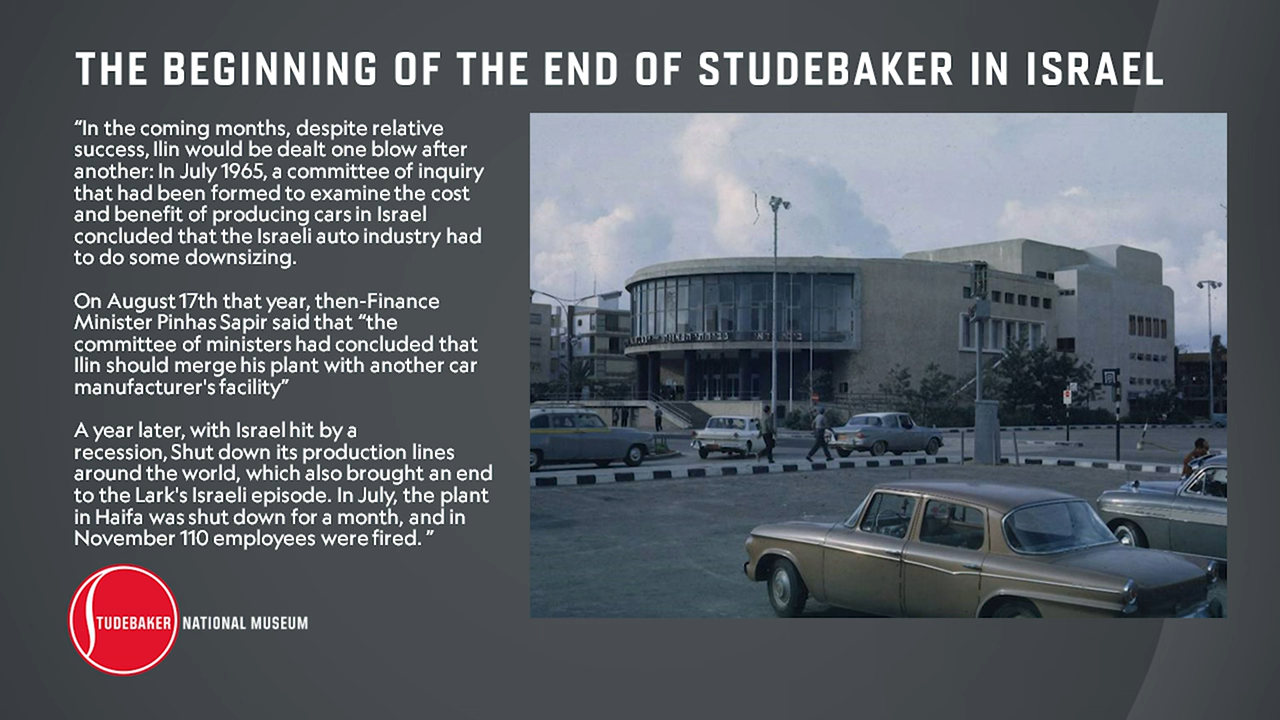 THE BEGINNING OF THE END OF STUDEBAKER IN ISRAEL
“In the coming months, despite relative
success, Ilin would be dealt one blow after
another: In July 1965, a committee of inquiry
that had been formed to examine the cost
and benefit of producing cars in Israel
concluded that the Israeli auto industry had
to do some downsizing.
On August 17th that year, then-Finance
Minister Pinhas Sapir said that “the
committee of ministers had concluded that
Ilin should merge his plant with another car
manufacturer's facility”
A year later, with Israel hit by a
recession, Shut down its production lines
around the world, which also brought an end
to the Lark's Israeli episode. In July, the plant
in Haifa was shut down for a month, and in
November 110 employees were fired. ”
STUDEBAKER NATIONAL MUSEUM